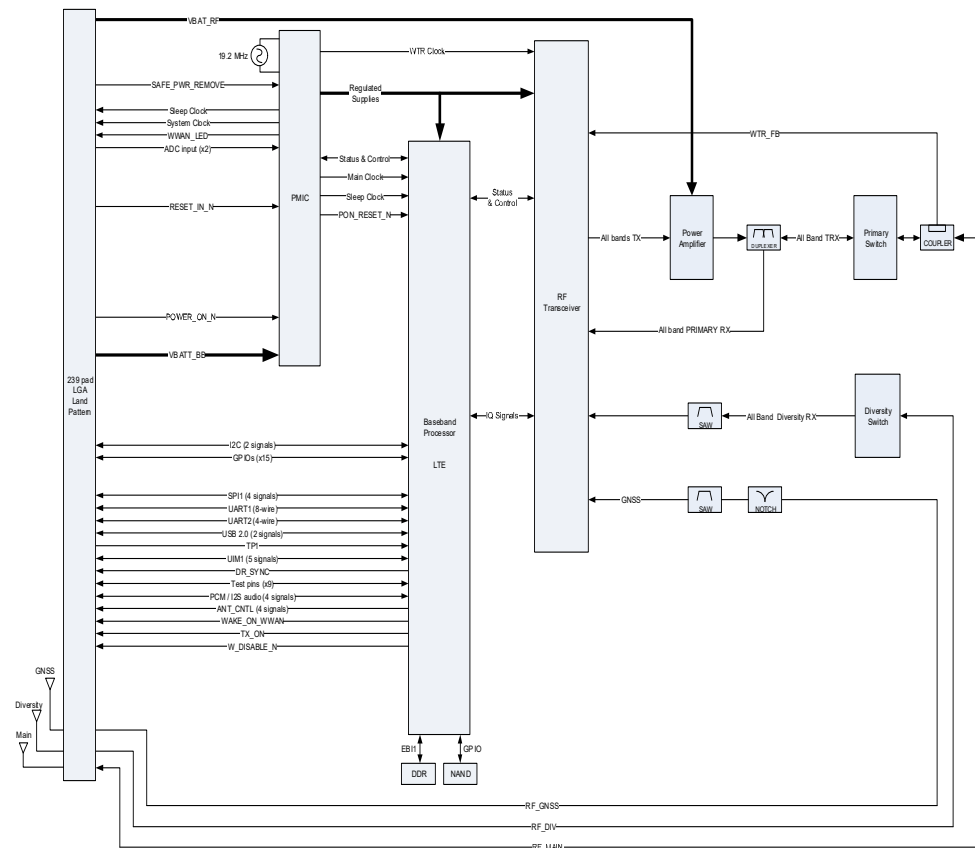 VBAT_RF
19.2 MHz
WTR Clock
SAFE_PWR_REMOVE
Regulated
Supplies
Sleep Clock
System Clock
WWAN_LED
ADC input (x2)
WTR_FB
Status & Control
Main Clock
Sleep Clock
PON_RESET_N
PMIC
RESET_IN_N
Status
& Control
All bands TX
Power
Amplifier
DUPLEXER
All Band TRX
Primary
Switch
COUPLER
RF
Transceiver
POWER_ON_N
All band PRIMARY RX
VBATT_BB
239 pad
LGA
Land
Pattern
Baseband
Processor
LTE
IQ Signals
SAW
All Band Diversity RX
Diversity
Switch
I2C (2 signals)
GPIOs (x15)
SPI1 (4 signals)
UART1 (8-wire)
UART2 (4-wire)
USB 2.0 (2 signals)
TP1
UIM1 (5 signals)
DR_SYNC
Test pins (x9)
PCM / I2S audio (4 signals)
ANT_CNTL (4 signals)
WAKE_ON_WWAN
TX_ON
W_DISABLE_N
GNSS
SAW
NOTCH
GNSS
Diversity
Main
EBI1
GPIO
DDR
NAND
RF_GNSS
RF_DIV
RF_MAIN